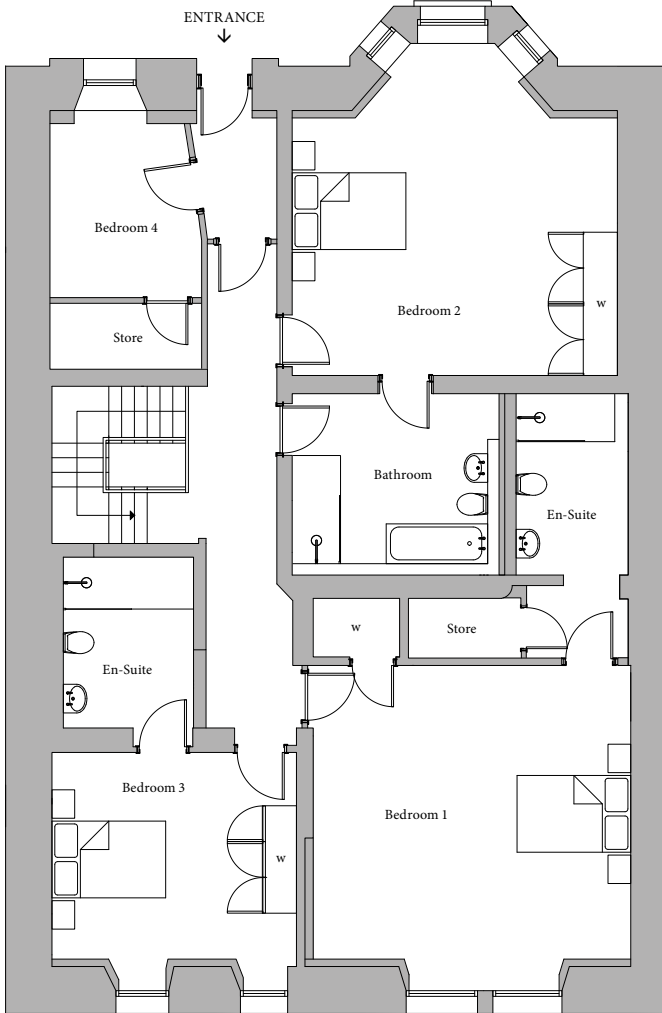 ENTRANCE
Bedroom 4
Bedroom 2
w
Store
Bathroom
En-Suite
w
Store
En-Suite
Bedroom 3
Bedroom 1
w